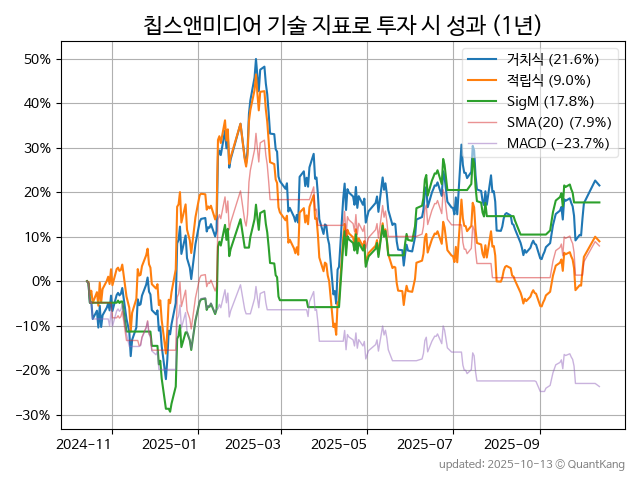 칩스앤미디어 기술 지표로 투자 시 성과 (1년)
거치식 (21.6%)
적립식 (9.0%)
SigM (17.8%)
SMA(20) (7.9%)
MACD (−23.7%)
50%
40%
30%
20%
10%
0%
−10%
−20%
−30%
2024-11
2025-01
2025-03
2025-05
2025-07
2025-09
updated: 2025-10-13 © QuantKang